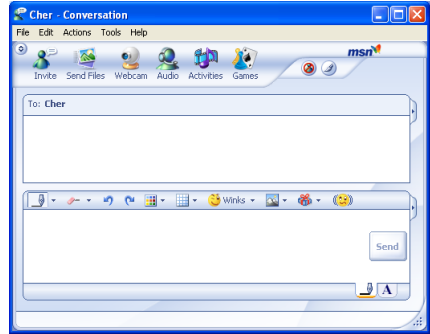 Cher - Conversation
File Edit Actions Tools Help
msn
Invite Send Files Webcam Audio Activities Games
To: Cher
Winks
Send
A